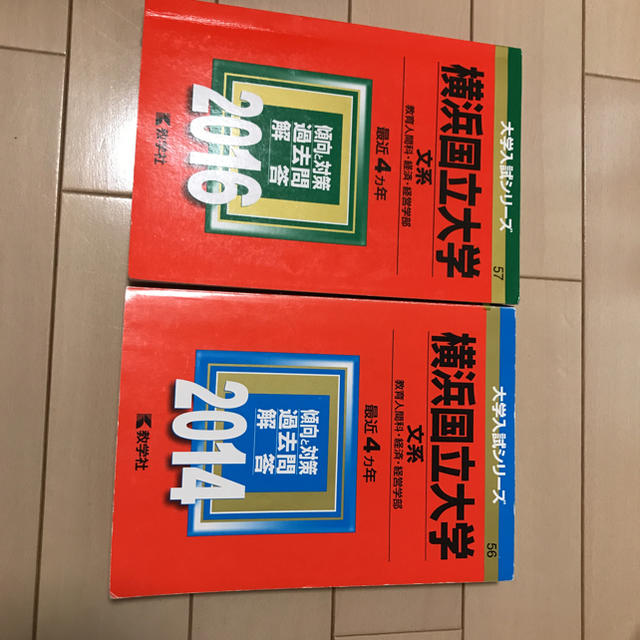 大学入試シリーズ
57
横浜国立大学
文系
教育人間科・経済・経営学部
最近4カ年
傾向と対策
過去問
解答
2016
教学社
大学入試シリーズ
56
横浜国立大学
文系
教育人間科・経済・経営学部
最近4カ年
傾向と対策
過去問
解答
2014
教学社